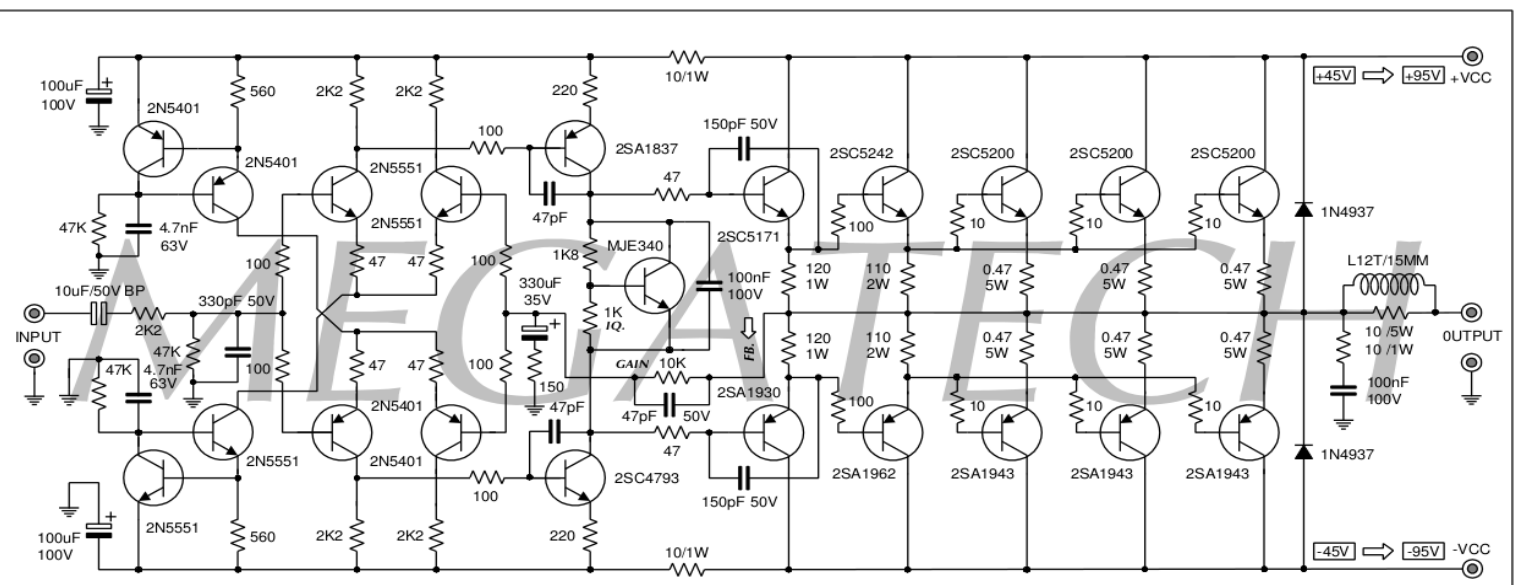 100uF
100V
2N5401
560
2K2
2K2
220
10/1W
+45V
+95V
+VCC
2N5401
2N5551
100
2SA1837
150pF 50V
2SC5242
2SC5200
2SC5200
2SC5200
47K
4.7nF
63V
2N5551
47pF
47
2SC5171
100
10
10
10
1N4937
100
47
47
100
1K8
MJE340
100nF
100V
120
1W
110
2W
0.47
5W
0.47
5W
0.47
5W
L12T/15MM
10uF/50V BP
330pF 50V
330uF
35V
INPUT
2K2
1K
IQ.
FB.
10 /5W
10 /1W
OUTPUT
47K
47K
4.7nF
63V
100
47
47
100
150
GAIN
10K
120
1W
110
2W
0.47
5W
0.47
5W
0.47
5W
100nF
100V
47pF
47pF
50V
2SA1930
100
10
10
10
2N5401
2N5551
2N5401
47
2SC4793
2SA1962
2SA1943
2SA1943
2SA1943
1N4937
100
150pF 50V
2N5551
100uF
100V
560
2K2
2K2
220
10/1W
-45V
-95V
-VCC
MEGATECH